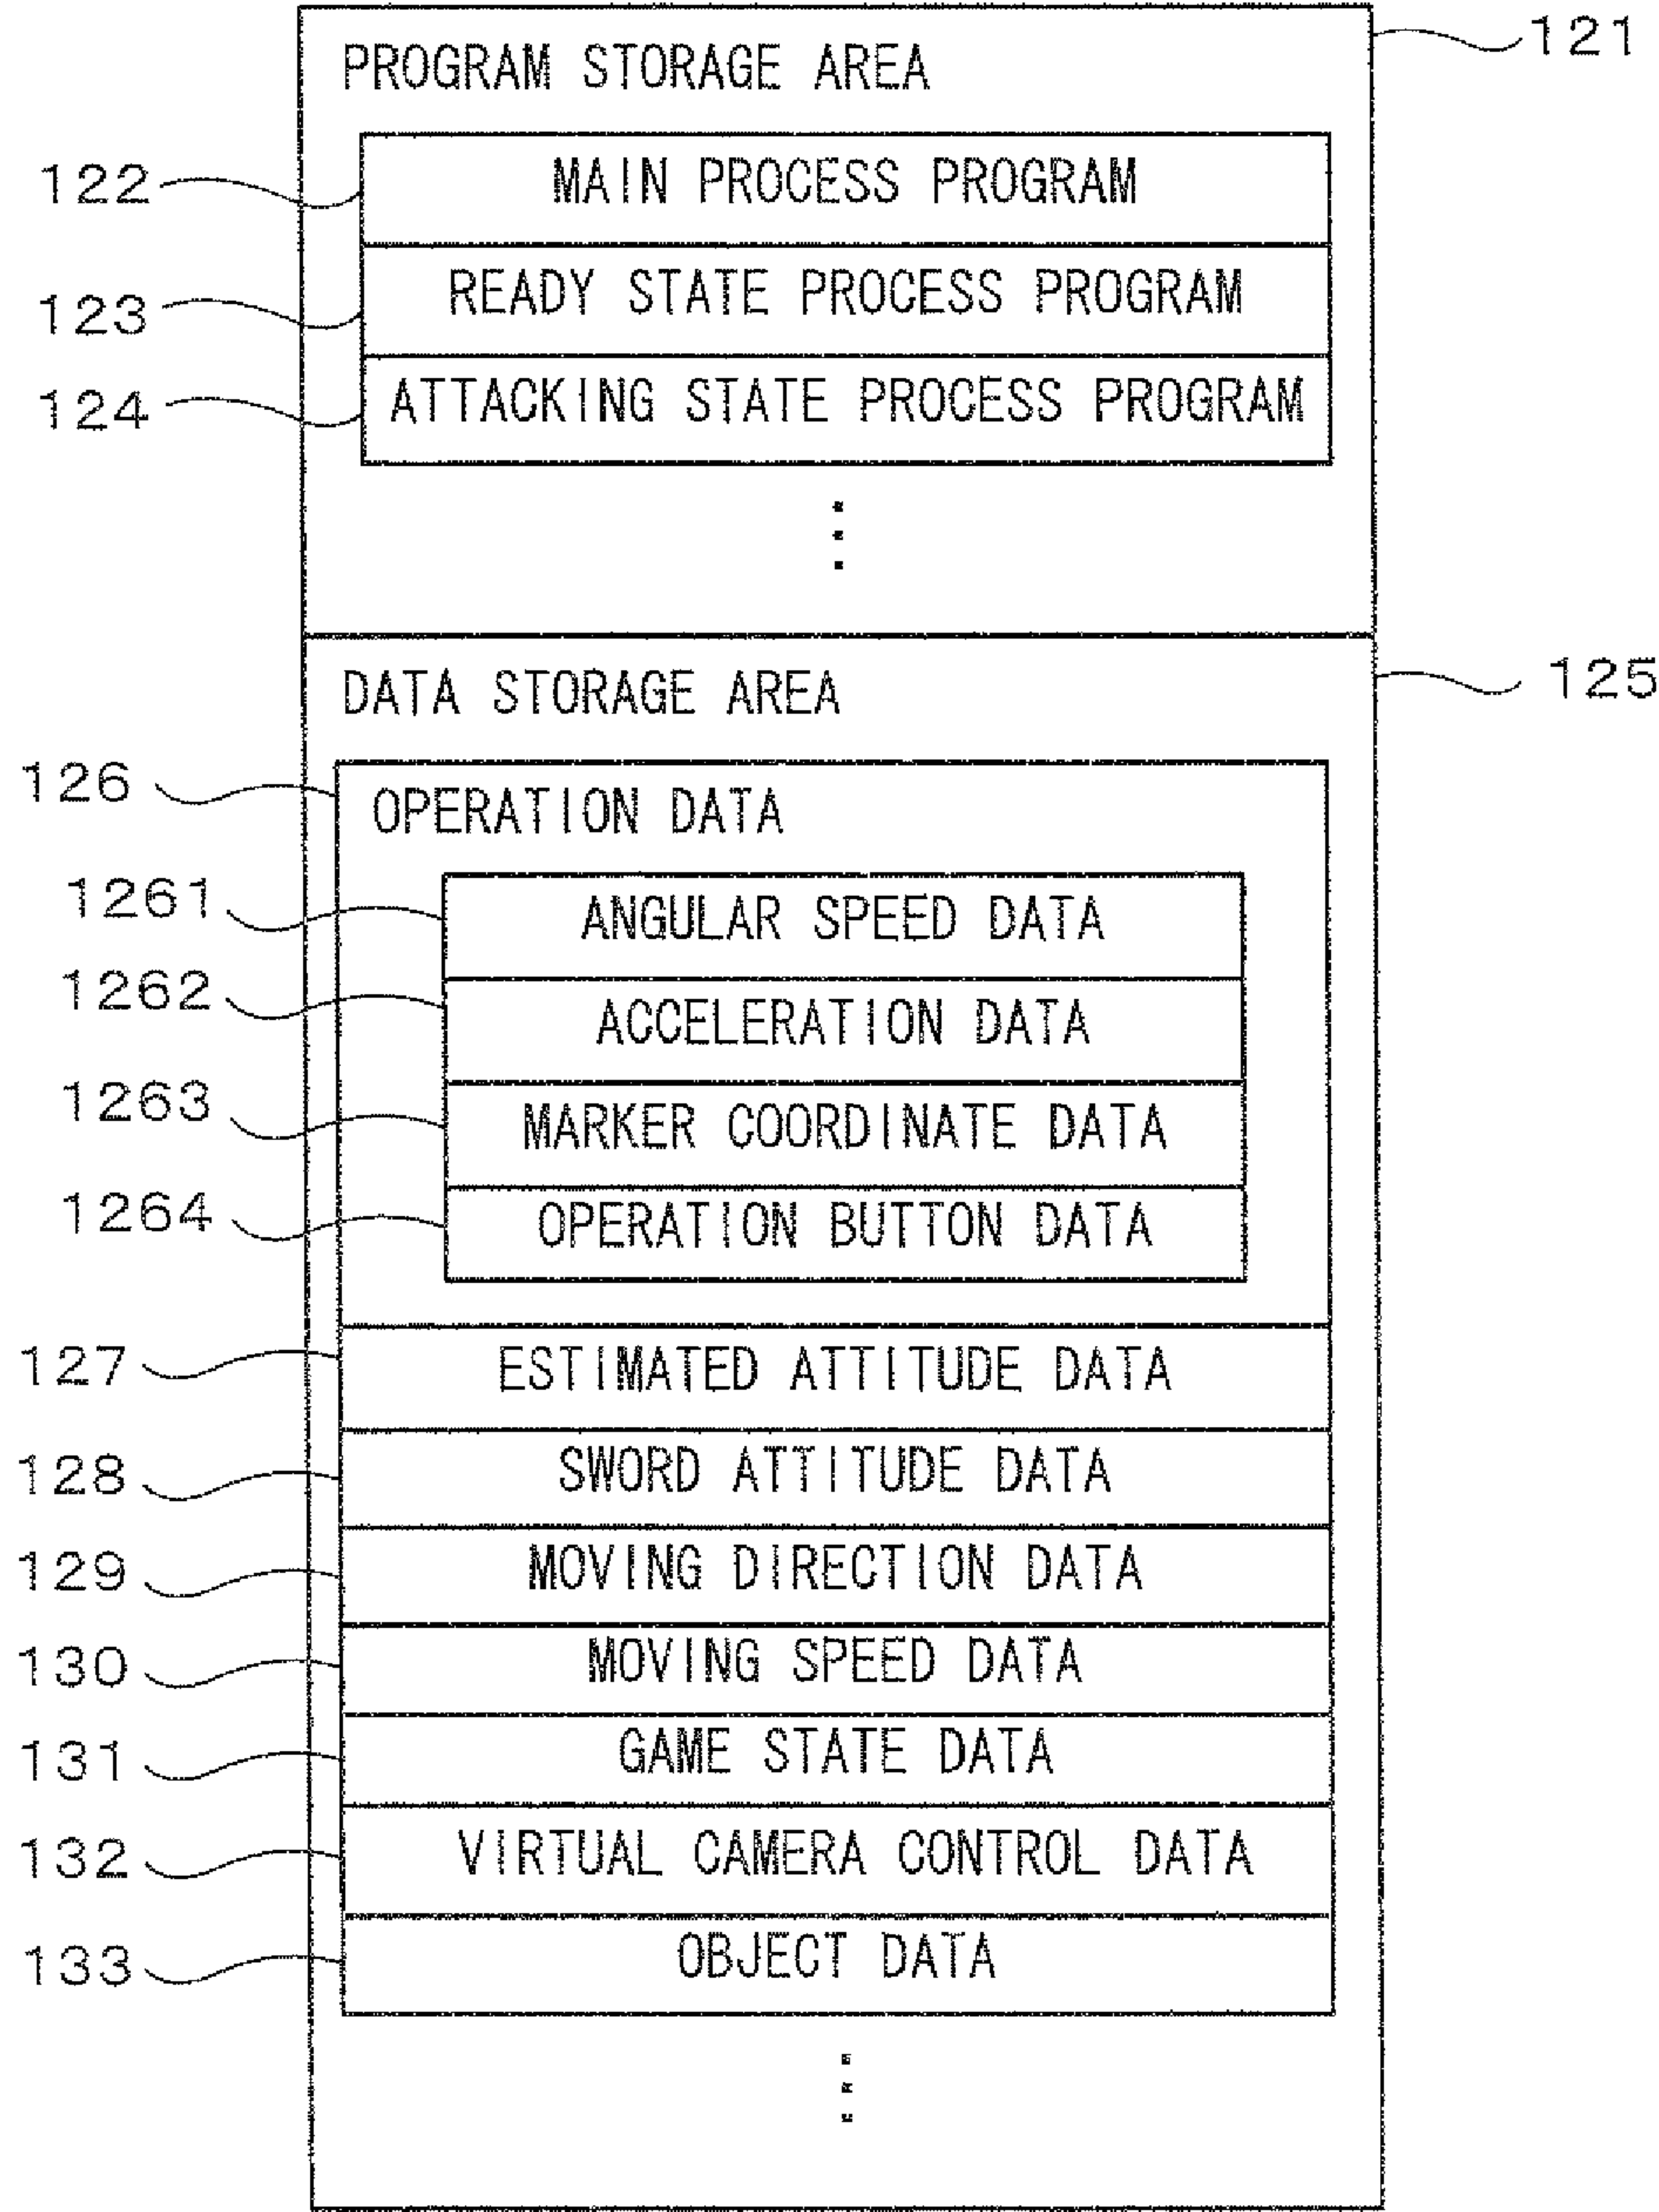 PROGRAM STORAGE AREA 121
122 MAIN PROCESS PROGRAM
123 READY STATE PROCESS PROGRAM
124 ATTACKING STATE PROCESS PROGRAM
DATA STORAGE AREA 125
126 OPERATION DATA
1261 ANGULAR SPEED DATA
1262 ACCELERATION DATA
1263 MARKER COORDINATE DATA
1264 OPERATION BUTTON DATA
127 ESTIMATED ATTITUDE DATA
128 SWORD ATTITUDE DATA
129 MOVING DIRECTION DATA
130 MOVING SPEED DATA
131 GAME STATE DATA
132 VIRTUAL CAMERA CONTROL DATA
133 OBJECT DATA